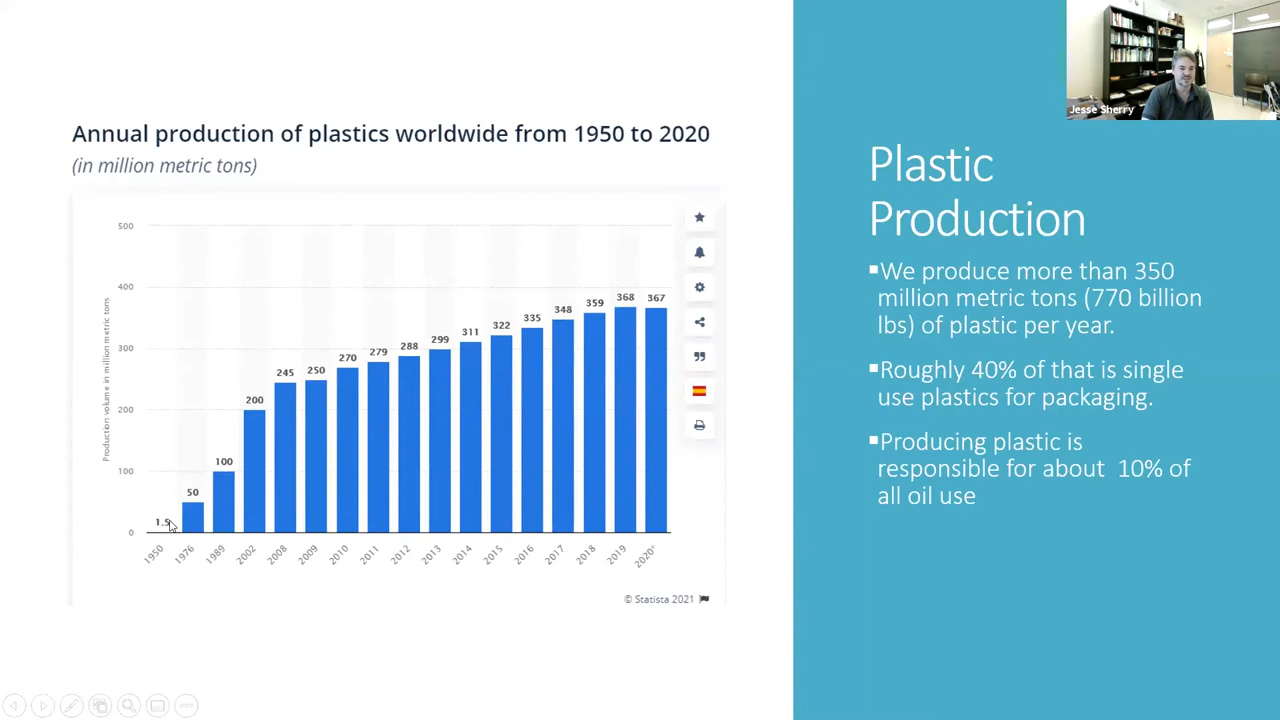 Jesse Sherry
Annual production of plastics worldwide from 1950 to 2020
(in million metric tons)
Production volume in million metric tons
500
400
300
200
100
0
1.5
50
100
200
245
250
270
279
288
299
311
322
335
348
359
368
367
1950
1976
1989
2002
2008
2009
2010
2011
2012
2013
2014
2015
2016
2017
2018
2019
2020*
© Statista 2021
Plastic
Production
▪We produce more than 350
million metric tons (770 billion
lbs) of plastic per year.
▪Roughly 40% of that is single
use plastics for packaging.
▪Producing plastic is
responsible for about  10% of
all oil use